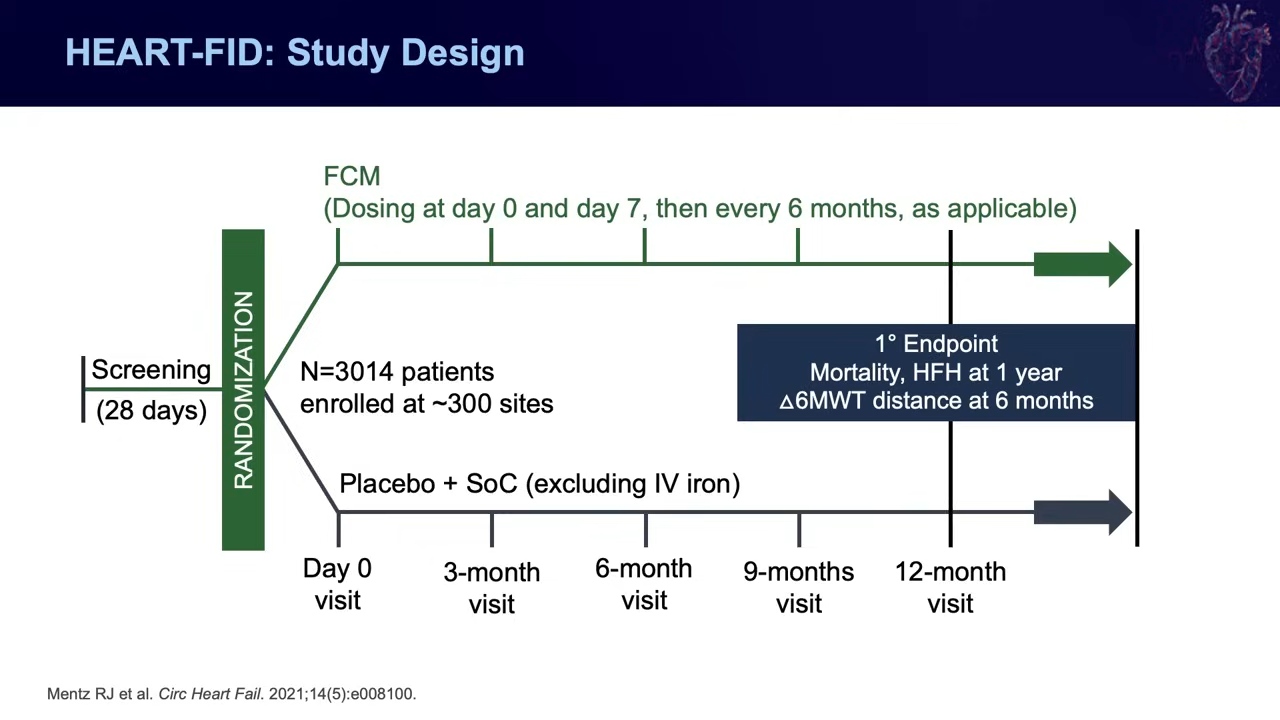 HEART-FID: Study Design
FCM
(Dosing at day 0 and day 7, then every 6 months, as applicable)
RANDOMIZATION
Screening
(28 days)
N=3014 patients
enrolled at ~300 sites
1° Endpoint
Mortality, HFH at 1 year
Δ6MWT distance at 6 months
Placebo + SoC (excluding IV iron)
Day 0
visit
3-month
visit
6-month
visit
9-months
visit
12-month
visit
Mentz RJ et al. Circ Heart Fail. 2021;14(5):e008100.